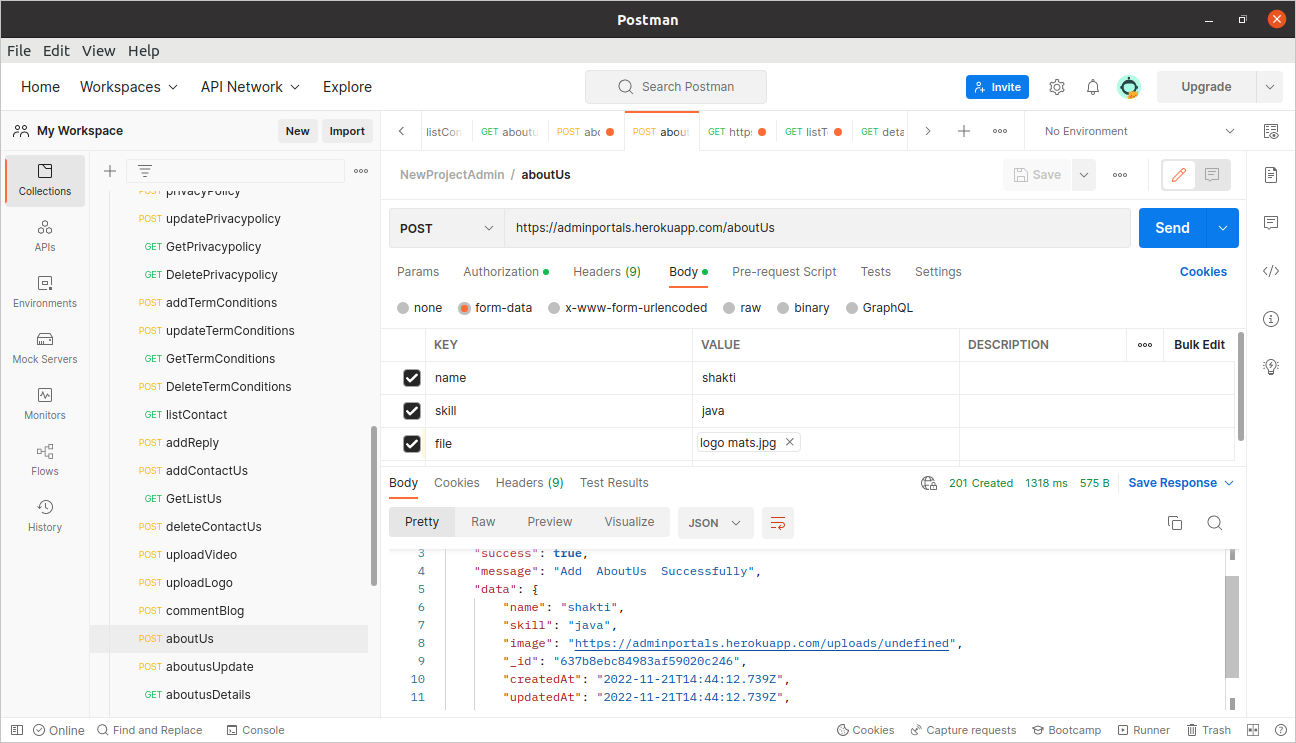 Postman
File Edit View Help
Home Workspaces API Network Explore Search Postman Invite Upgrade
My Workspace New Import listCon GET aboutu POST abo POST about GET https GET listT GET deta No Environment
Collections
APIs
Environments
Mock Servers
Monitors
Flows
History
POST privacyPolicy
POST updatePrivacypolicy
GET GetPrivacypolicy
GET DeletePrivacypolicy
POST addTermConditions
POST updateTermConditions
GET GetTermConditions
POST DeleteTermConditions
GET listContact
POST addReply
POST addContactUs
GET GetListUs
POST deleteContactUs
POST uploadVideo
POST uploadLogo
POST commentBlog
POST aboutUs
POST aboutusUpdate
GET aboutusDetails
NewProjectAdmin / aboutUs Save
POST https://adminportals.herokuapp.com/aboutUs Send
Params Authorization Headers (9) Body Pre-request Script Tests Settings Cookies
none form-data x-www-form-urlencoded raw binary GraphQL
KEY VALUE DESCRIPTION Bulk Edit
name shakti
skill java
file logo mats.jpg
Body Cookies Headers (9) Test Results 201 Created 1318 ms 575 B Save Response
Pretty Raw Preview Visualize JSON
3 "success": true,
4 "message": "Add  AboutUs  Successfully",
5 "data": {
6 "name": "shakti",
7 "skill": "java",
8 "image": "https://adminportals.herokuapp.com/uploads/undefined",
9 "_id": "637b8ebc84983af59020c246",
10 "createdAt": "2022-11-21T14:44:12.739Z",
11 "updatedAt": "2022-11-21T14:44:12.739Z",
Online Find and Replace Console Cookies Capture requests Bootcamp Runner Trash